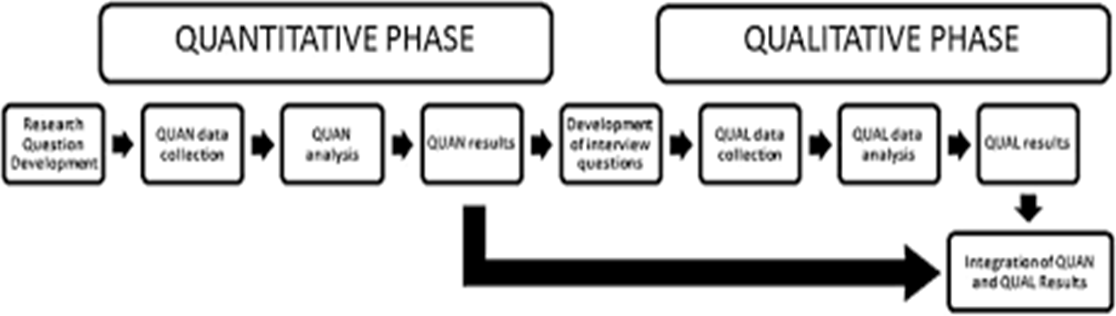 QUANTITATIVE PHASE
QUALITATIVE PHASE
Research
Question
Development
QUAN data
collection
QUAN
analysis
QUAN results
Development
of interview
questions
QUAL data
collection
QUAL data
analysis
QUAL results
Integration of QUAN
and QUAL Results